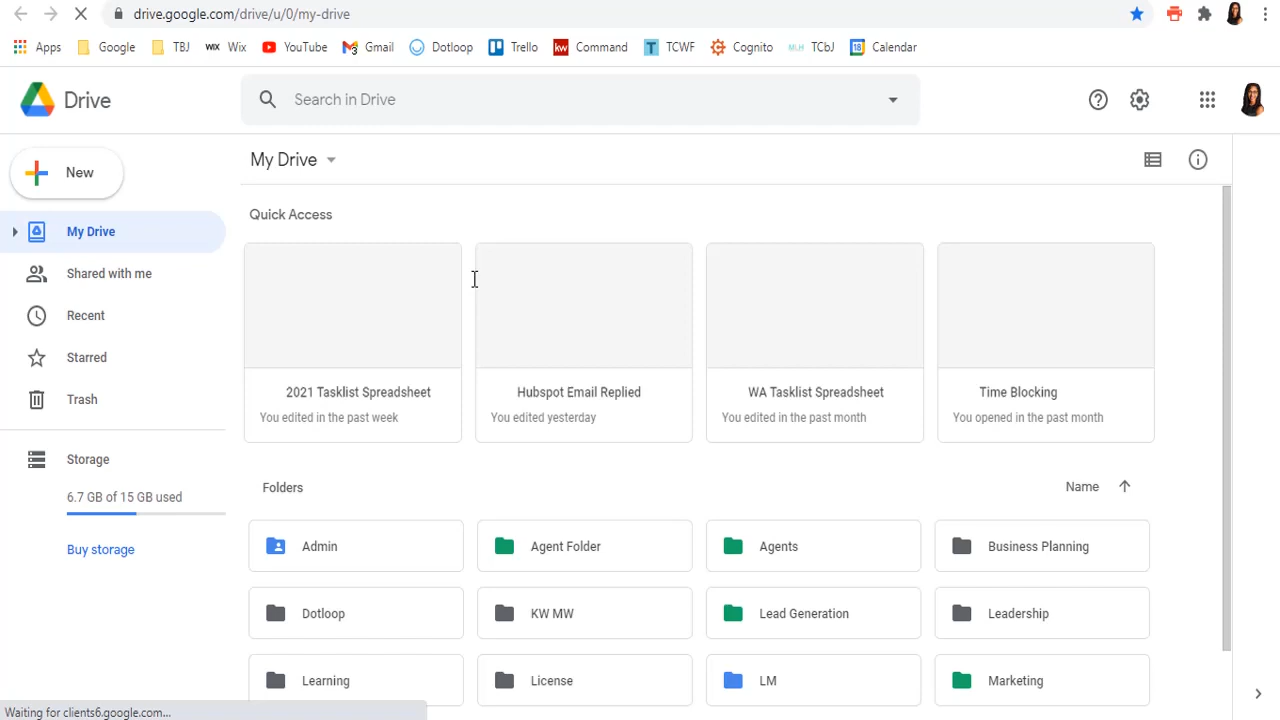 drive.google.com/drive/u/0/my-drive
Apps Google TBJ WiX Wix YouTube 3 Gmail Dotloop Trello kw Command T TCWF Cognito MLH TCbJ 18 Calendar
Drive Search in Drive
New My Drive
My Drive
Shared with me
Recent
Starred
Trash
Storage
6.7 GB of 15 GB used
Buy storage
Quick Access
2021 Tasklist Spreadsheet Hubspot Email Replied WA Tasklist Spreadsheet Time Blocking
You edited in the past week You edited yesterday You edited in the past month You opened in the past month
Folders Name
Admin Agent Folder Agents Business Planning
Dotloop KW MW Lead Generation Leadership
Learning License LM Marketing
Waiting for clients6.google.com...